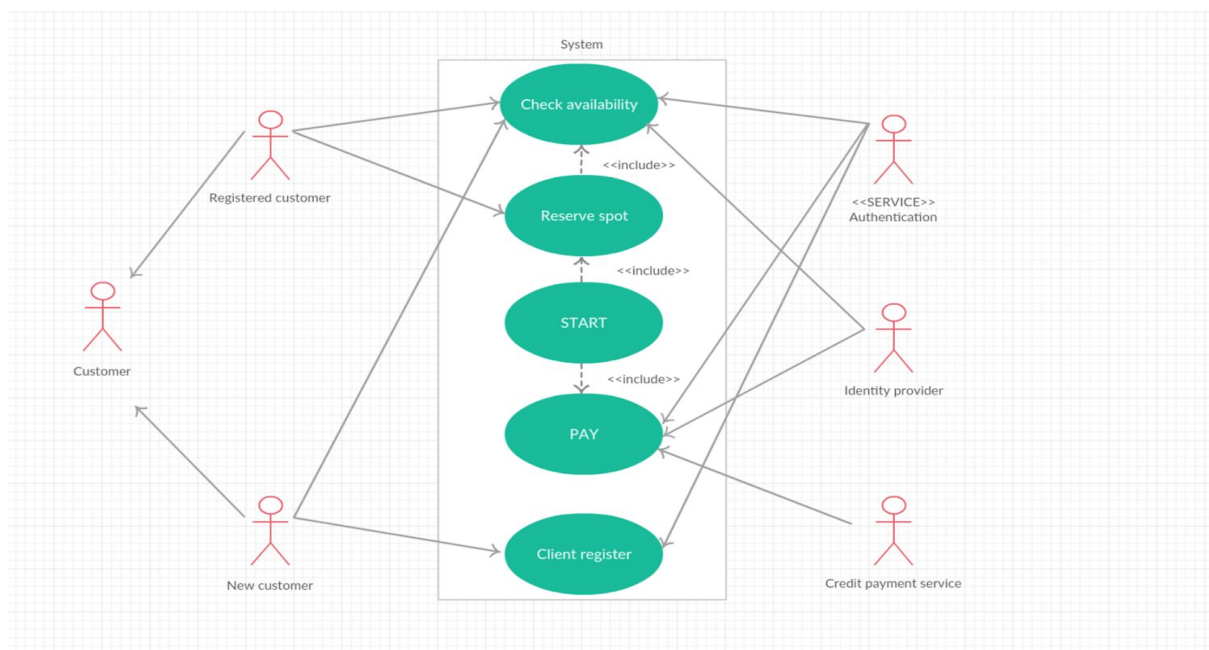 System
Check availability
<<include>>
Registered customer
Reserve spot
<<SERVICE>>
Authentication
<<include>>
START
Customer
<<include>>
Identity provider
PAY
Client register
New customer
Credit payment service